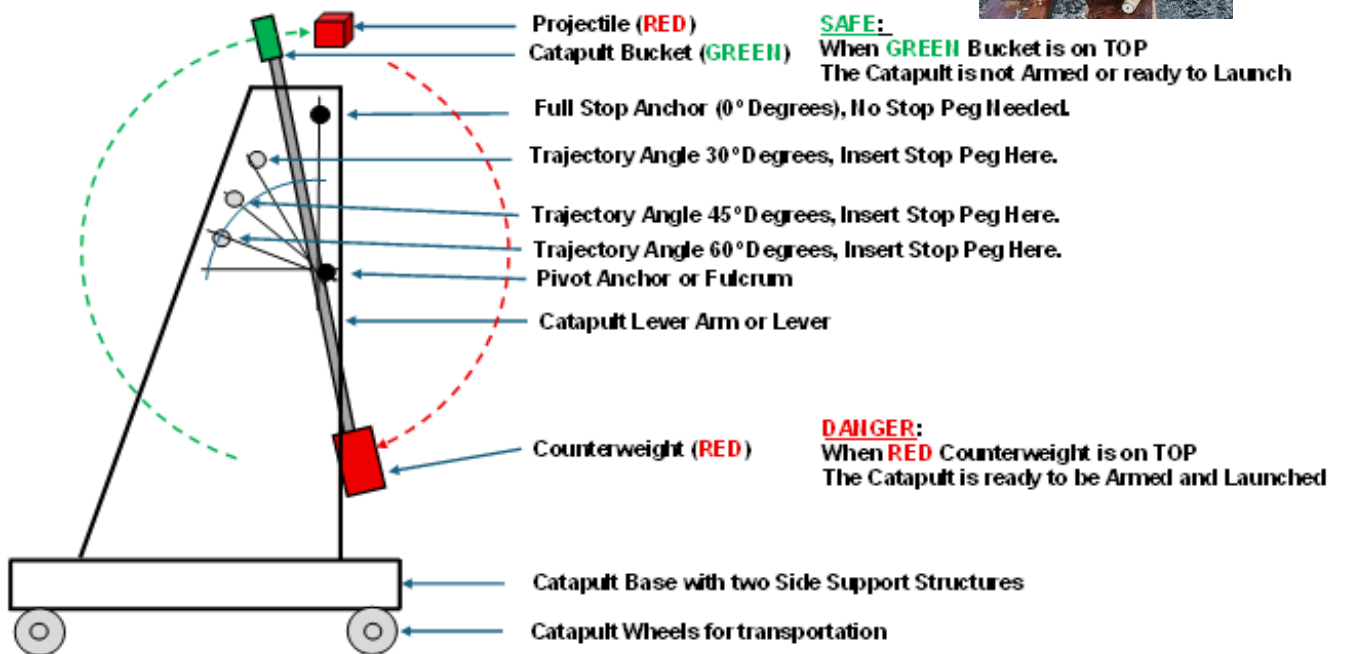 Projectile (RED)
Catapult Bucket (GREEN)
SAFE:
When GREEN Bucket is on TOP
The Catapult is not Armed or ready to Launch
Full Stop Anchor (0º Degrees), No Stop Peg Needed.
Trajectory Angle 30º Degrees, Insert Stop Peg Here.
Trajectory Angle 45º Degrees, Insert Stop Peg Here.
Trajectory Angle 60º Degrees, Insert Stop Peg Here.
Pivot Anchor or Fulcrum
Catapult Lever Arm or Lever
Counterweight (RED)
DANGER:
When RED Counterweight is on TOP
The Catapult is ready to be Armed and Launched
Catapult Base with two Side Support Structures
Catapult Wheels for transportation